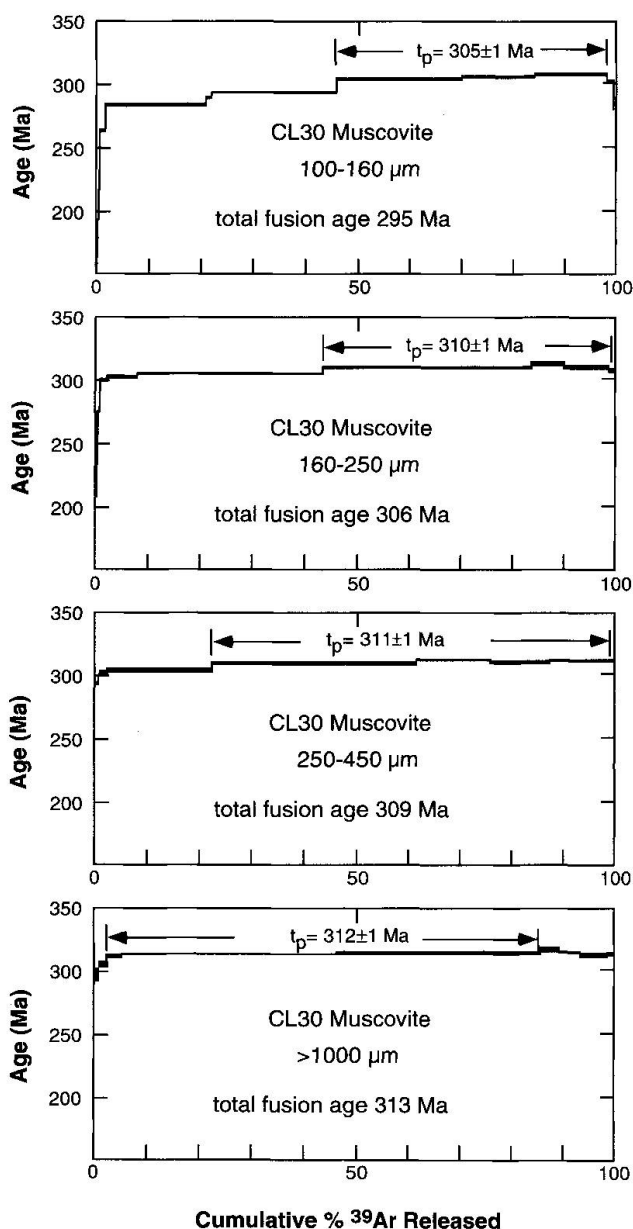 350
300
250
200
Age (Ma)
tp= 305±1 Ma
CL30 Muscovite
100-160 µm
total fusion age 295 Ma
0
50
100
350
300
250
200
Age (Ma)
tp= 310±1 Ma
CL30 Muscovite
160-250 µm
total fusion age 306 Ma
0
50
100
350
300
250
200
Age (Ma)
tp= 311±1 Ma
CL30 Muscovite
250-450 µm
total fusion age 309 Ma
0
50
100
350
300
250
200
Age (Ma)
tp= 312±1 Ma
CL30 Muscovite
>1000 µm
total fusion age 313 Ma
0
50
100
Cumulative % ³⁹Ar Released